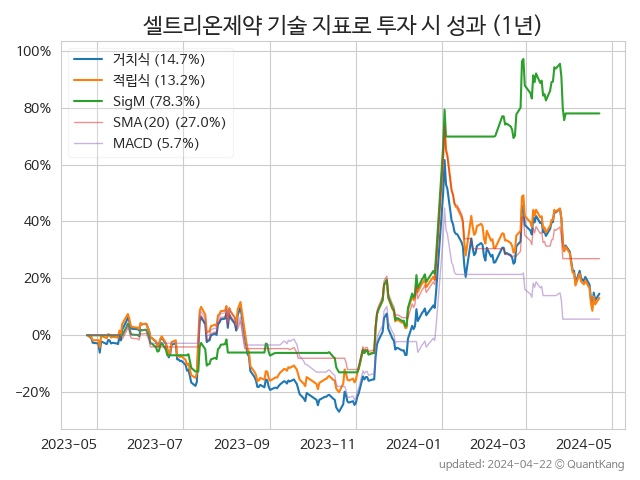 셀트리온제약 기술 지표로 투자 시 성과 (1년)
100%
80%
60%
40%
20%
0%
−20%
거치식 (14.7%)
적립식 (13.2%)
SigM (78.3%)
SMA(20) (27.0%)
MACD (5.7%)
2023-05
2023-07
2023-09
2023-11
2024-01
2024-03
2024-05
updated: 2024-04-22 © QuantKang